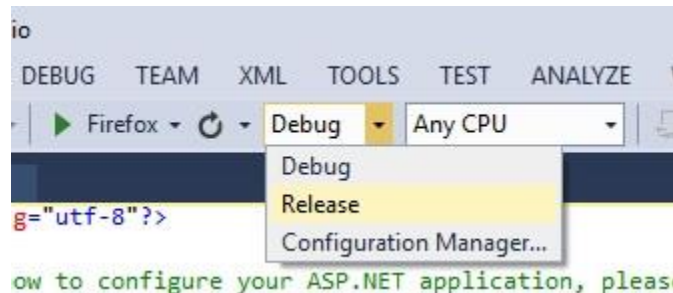 io
DEBUG TEAM XML TOOLS TEST ANALYZE
Firefox Debug Any CPU
Debug
Release
Configuration Manager...
g="utf-8"?>
ow to configure your ASP.NET application, pleas